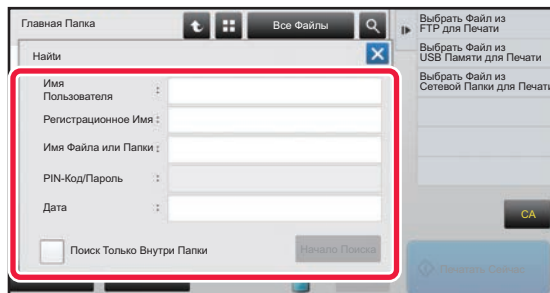 Главная Папка
Все Файлы
Выбрать Файл из
FTP для Печати
Найти
Выбрать Файл из
USB Памяти для Печати
Выбрать Файл из
Сетевой Папки для Печати
Имя
Пользователя :
Регистрационное Имя :
Имя Файла или Папки :
PIN-Код/Пароль :
Дата :
CA
Поиск Только Внутри Папки
Начало Поиска
Печатать Сейчас